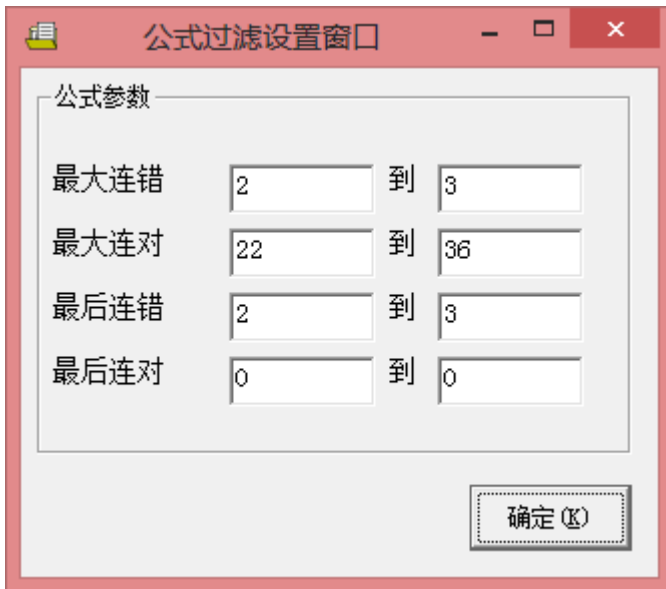 公式过滤设置窗口
公式参数
最大连错 2 到 3
最大连对 22 到 36
最后连错 2 到 3
最后连对 0 到 0
确定(K)